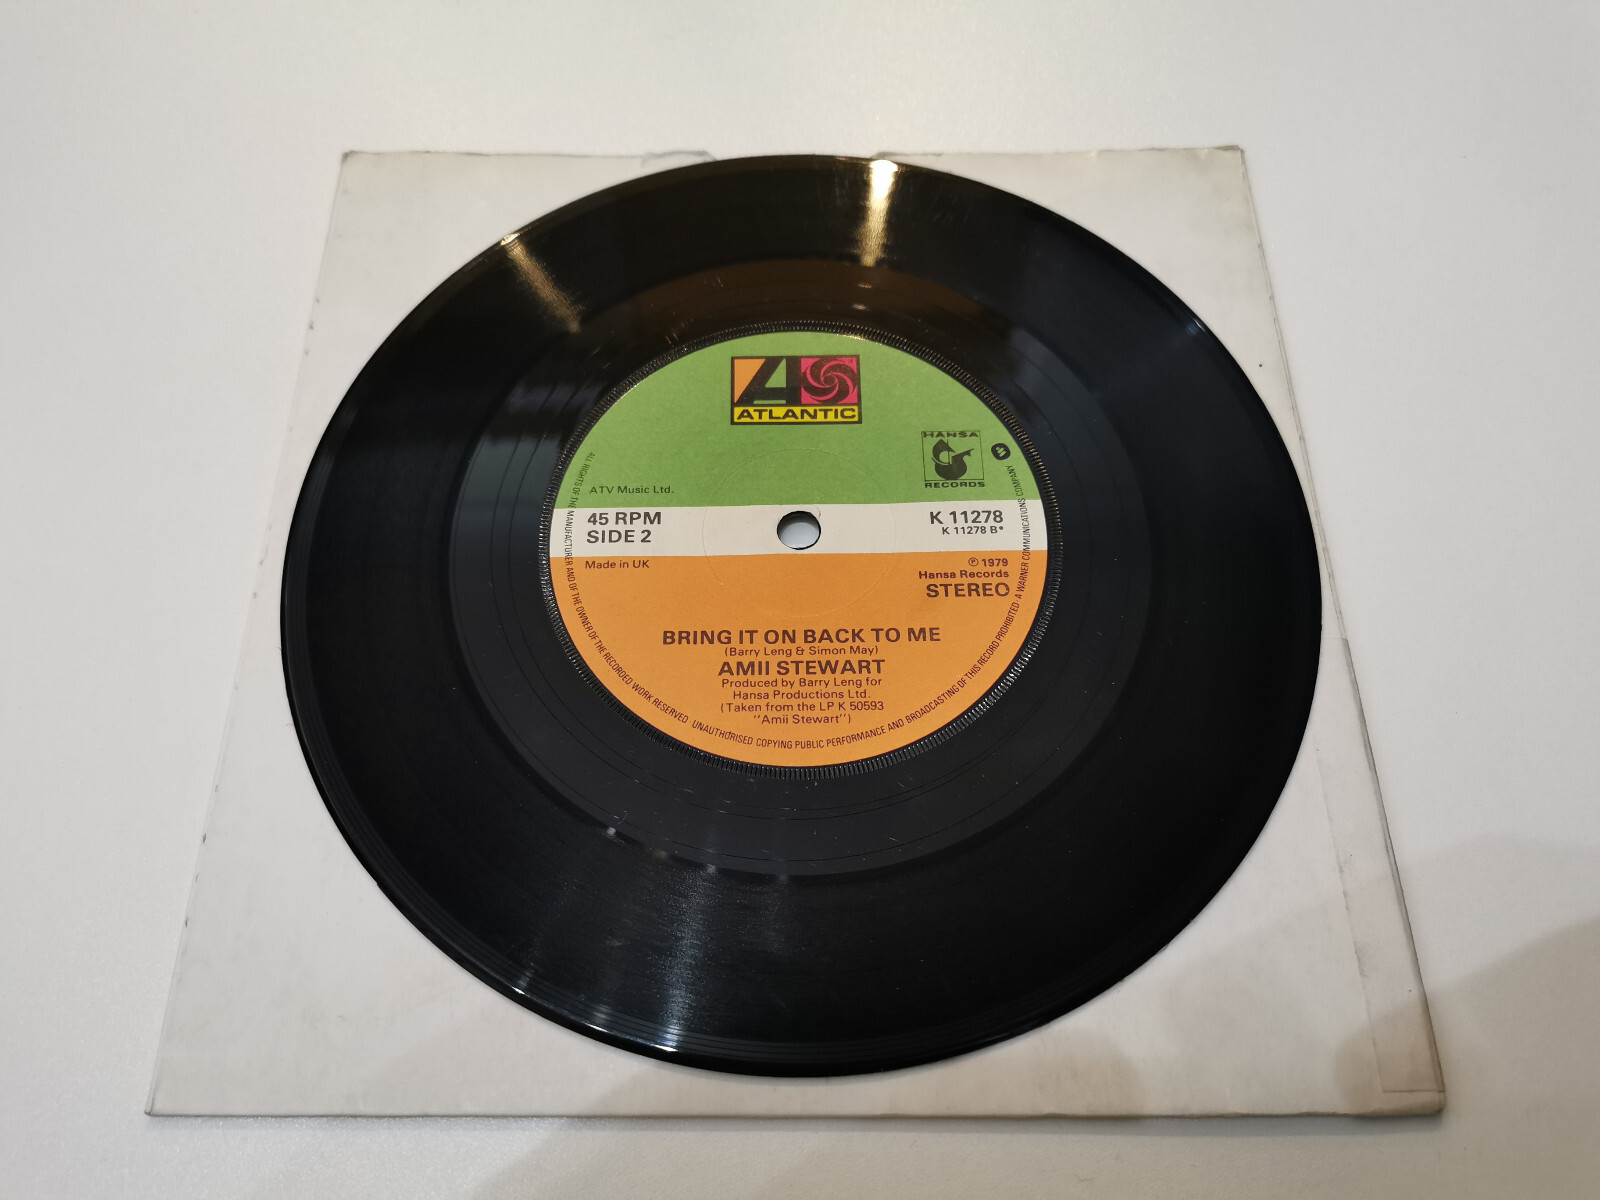 ATLANTIC
HANSA
RECORDS
ATV Music Ltd.
45 RPM
SIDE 2
K 11278
K 11278 B*
Made in UK
℗ 1979
Hansa Records
STEREO
BRING IT ON BACK TO ME
(Barry Leng & Simon May)
AMII STEWART
Produced by Barry Leng for
Hansa Productions Ltd.
(Taken from the LP K 50593
"Amii Stewart")
ALL RIGHTS OF THE MANUFACTURER AND OF THE OWNER OF THE RECORDED WORK RESERVED UNAUTHORISED COPYING PUBLIC PERFORMANCE AND BROADCASTING OF THIS RECORD PROHIBITED · A WARNER COMMUNICATIONS COMPANY